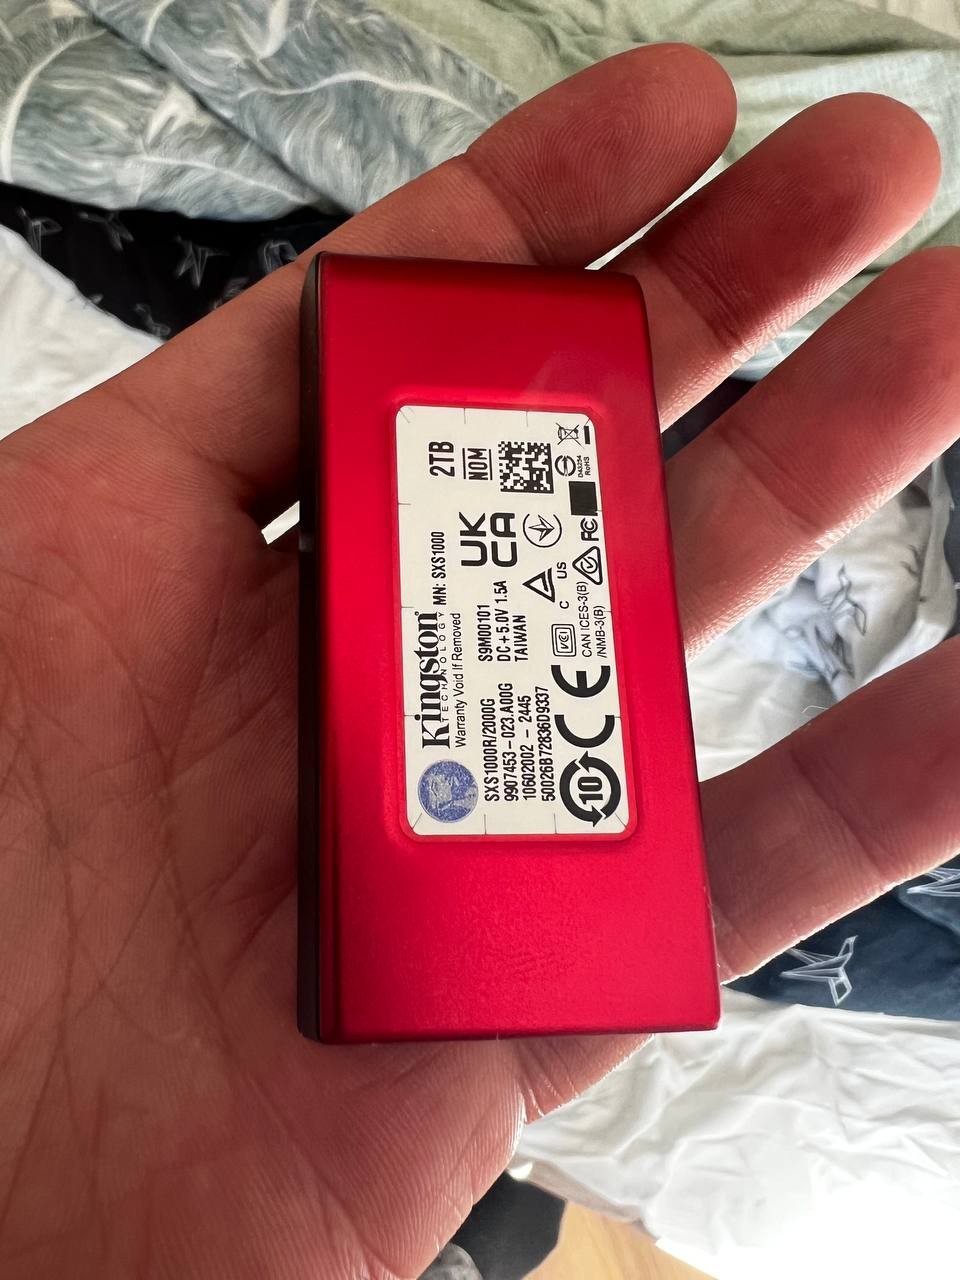 Kingston
TECHNOLOGY
MN: SXS1000
2TB
Warranty Void If Removed
NOM
SXS1000R/2000G
S9M00101
UK
CA
9907453-023.A00G
DC+5.0V 1.5A
10602002 - 2445
TAIWAN
50026B72836D9337
10
CE
VCI
C US
CAN ICES-3(B)
/NMB-3(B)
FC
D43254
RoHS